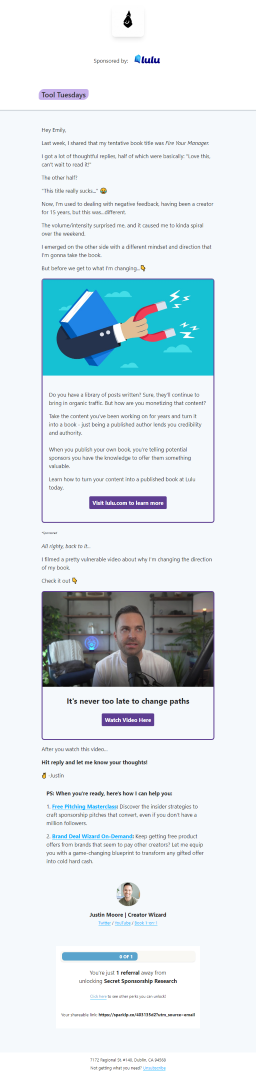 Sponsored by: lulu
Tool Tuesdays
Hey Emily,
Last week, I shared that my tentative book title was Fire Your Manager.
I got a lot of thoughtful replies, half of which were basically: "Love this,
can't wait to read it!"
The other half?
"This title really sucks..." 😂
Now, I'm used to dealing with negative feedback, having been a creator
for 15 years, but this was...different.
The volume/intensity surprised me, and it caused me to kinda spiral
over the weekend.
I emerged on the other side with a different mindset and direction that
I'm gonna take the book.
But before we get to what I'm changing...👇
Do you have a library of posts written? Sure, they'll continue to
bring in organic traffic. But how are you monetizing that content?
Take the content you've been working on for years and turn it
into a book - just being a published author lends you credibility
and authority.
When you publish your own book, you're telling potential
sponsors you have the knowledge to offer them something
valuable.
Learn how to turn your content into a published book at Lulu
today.
Visit lulu.com to learn more
All righty, back to it...
I filmed a pretty vulnerable video about why I'm changing the direction
of my book.
Check it out 👇
It's never too late to change paths
Watch Video Here
After you watch this video...
Hit reply and let me know your thoughts!
-Justin
PS: When you're ready, here's how I can help you:
1. Free Pitching Masterclass: Discover the insider strategies to
craft sponsorship pitches that convert, even if you don't have a
million followers.
2. Brand Deal Wizard On-Demand: Keep getting free product
offers from brands that seem to pay other creators? Let me equip
you with a game-changing blueprint to transform any gifted offer
into cold hard cash.
Justin Moore | Creator Wizard
Twitter / YouTube / Book 1 on 1
0 OF 1
You're just 1 referral away from
unlocking Secret Sponsorship Research
Click Here to see other perks you can unlock!
Your shareable link:
7172 Regional St. #140, Dublin, CA 94568
Not getting what you need? Unsubscribe